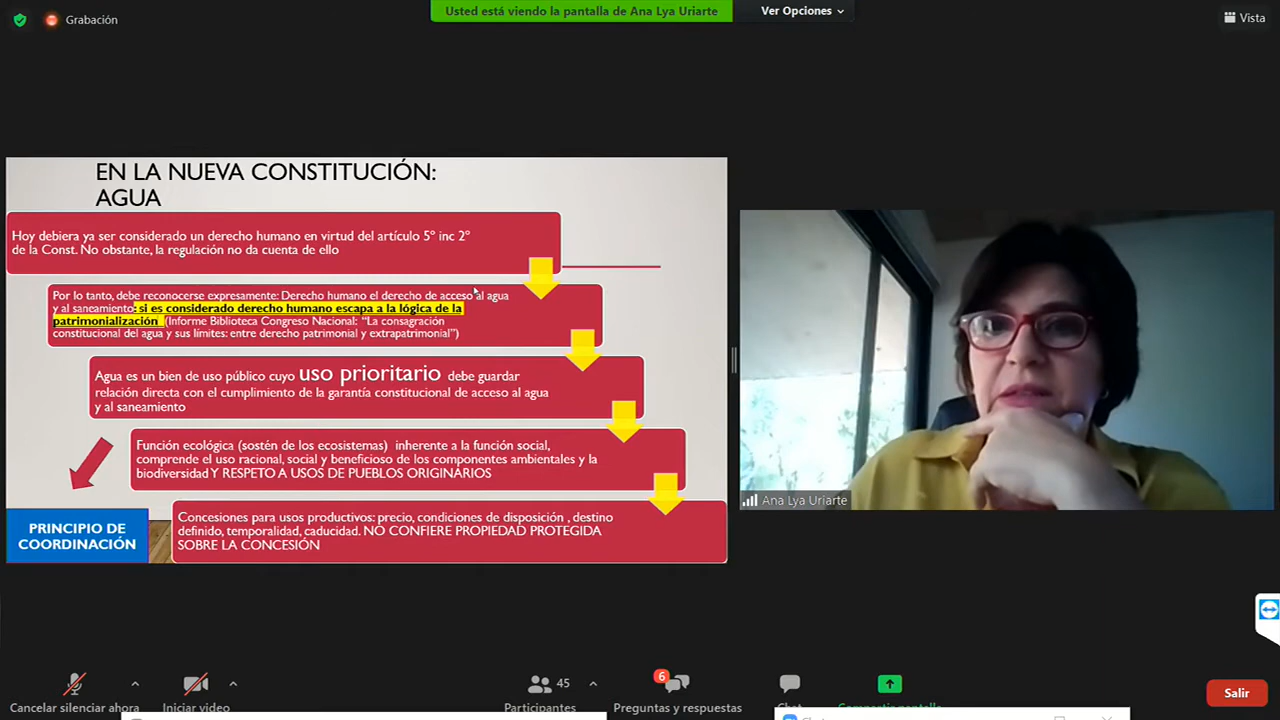 Grabación
Usted está viendo la pantalla de Ana Lya Uriarte
Ver Opciones
Vista
EN LA NUEVA CONSTITUCIÓN:
AGUA
Hoy debiera ya ser considerado un derecho humano en virtud del artículo 5º inc 2º
de la Const. No obstante, la regulación no da cuenta de ello
Por lo tanto, debe reconocerse expresamente: Derecho humano el derecho de acceso al agua
y al saneamiento: si es considerado derecho humano escapa a la lógica de la
patrimonialización (Informe Biblioteca Congreso Nacional: “La consagración
constitucional del agua y sus límites: entre derecho patrimonial y extrapatrimonial”)
Agua es un bien de uso público cuyo uso prioritario debe guardar
relación directa con el cumplimiento de la garantía constitucional de acceso al agua
y al saneamiento
Función ecológica (sostén de los ecosistemas) inherente a la función social,
comprende el uso racional, social y beneficioso de los componentes ambientales y la
biodiversidad Y RESPETO A USOS DE PUEBLOS ORIGINARIOS
PRINCIPIO DE
COORDINACIÓN
Concesiones para usos productivos: precio, condiciones de disposición , destino
definido, temporalidad, caducidad. NO CONFIERE PROPIEDAD PROTEGIDA
SOBRE LA CONCESIÓN
Ana Lya Uriarte
Cancelar silenciar ahora
Iniciar video
45
Participantes
6
Preguntas y respuestas
Chat
Salir